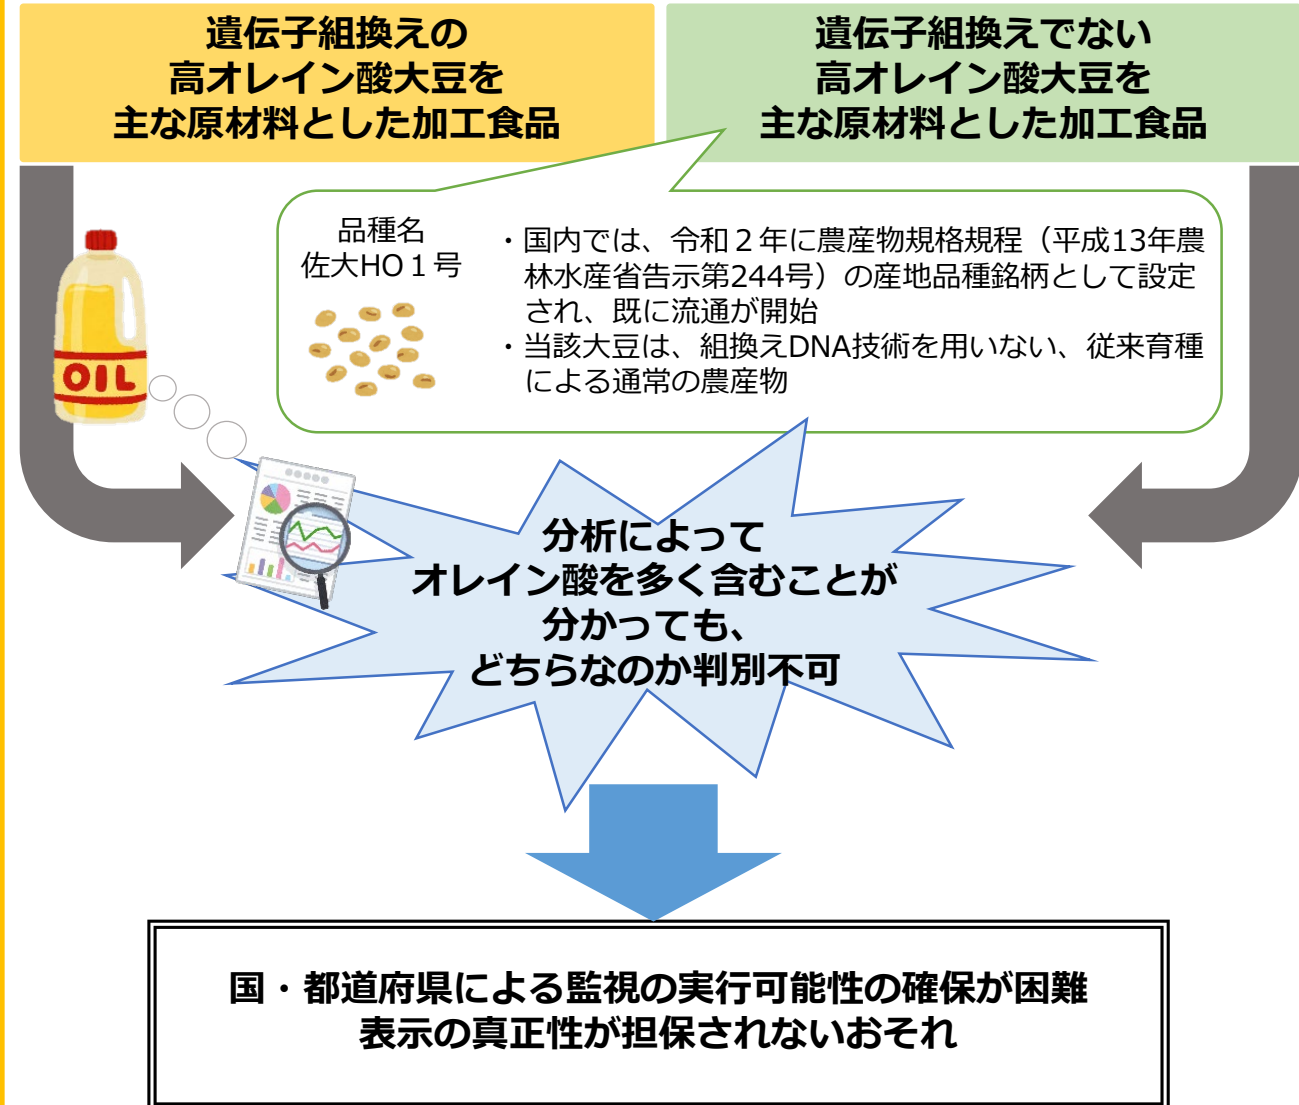 遺伝子組換えの
高オレイン酸大豆を
主な原材料とした加工食品
遺伝子組換えでない
高オレイン酸大豆を
主な原材料とした加工食品
品種名
佐大HO１号
・国内では、令和２年に農産物規格規程（平成13年農
林水産省告示第244号）の産地品種銘柄として設定
され、既に流通が開始
・当該大豆は、組換えDNA技術を用いない、従来育種
による通常の農産物
OIL
分析によって
オレイン酸を多く含むことが
分かっても、
どちらなのか判別不可
国・都道府県による監視の実行可能性の確保が困難
表示の真正性が担保されないおそれ